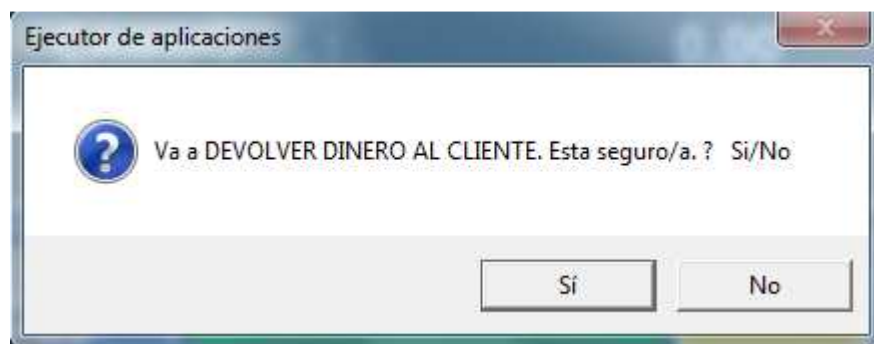 Ejecutor de aplicaciones
Va a DEVOLVER DINERO AL CLIENTE. Esta seguro/a. ? Si/No
Sí
No